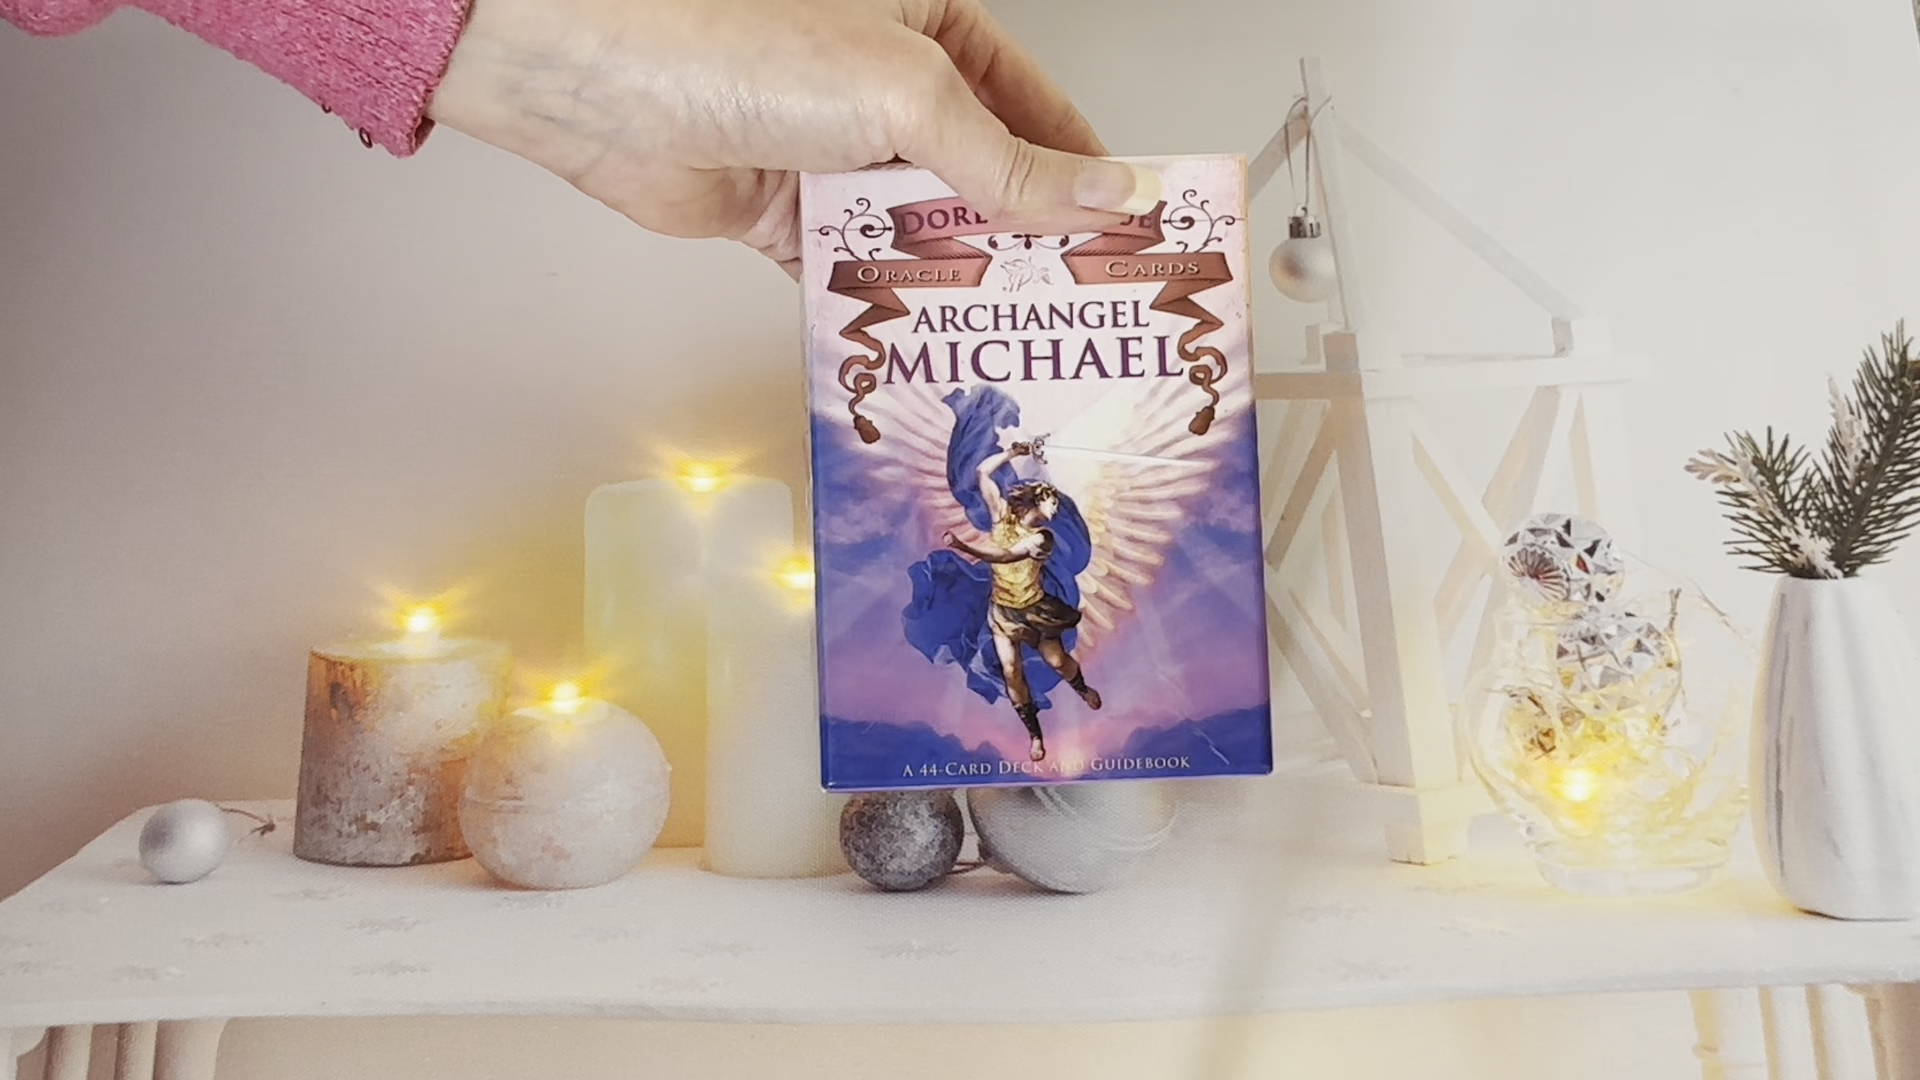 ORACLE CARDS
ARCHANGEL
MICHAEL
A 44-CARD DECK AND GUIDEBOOK